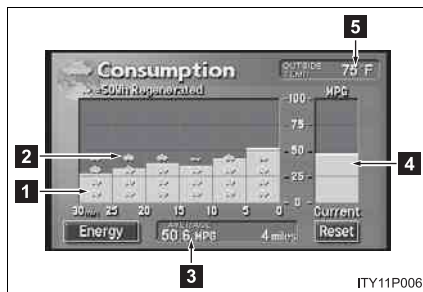 5
Consumption
OUTSIDE TEMP 75 F
=50Wh Regenerated
MPG
100
75
2
50
4
1
25
0
30min 25 20 15 10 5 0
Current
Energy
AVERAGE
50.6 MPG 4 miles
Reset
3
ITY11P006